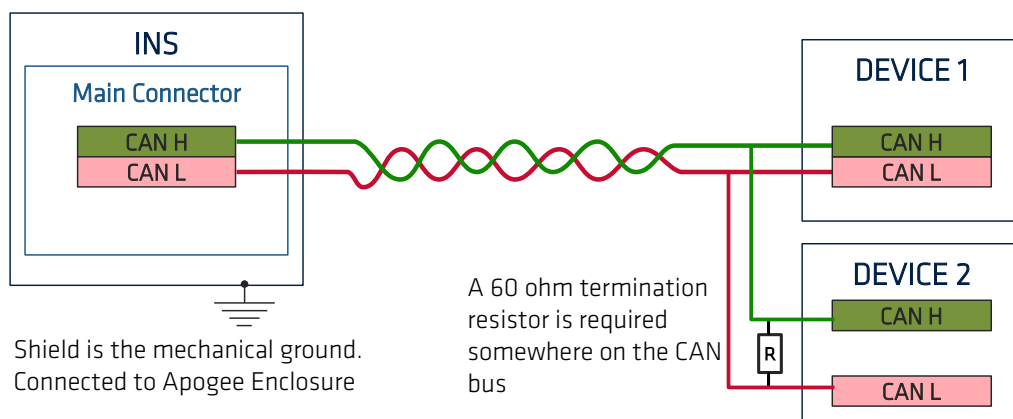 INS
Main Connector
CAN H
CAN L
Shield is the mechanical ground.
Connected to Apogee Enclosure
A 60 ohm termination
resistor is required
somewhere on the CAN
bus
R
DEVICE 1
CAN H
CAN L
DEVICE 2
CAN H
CAN L